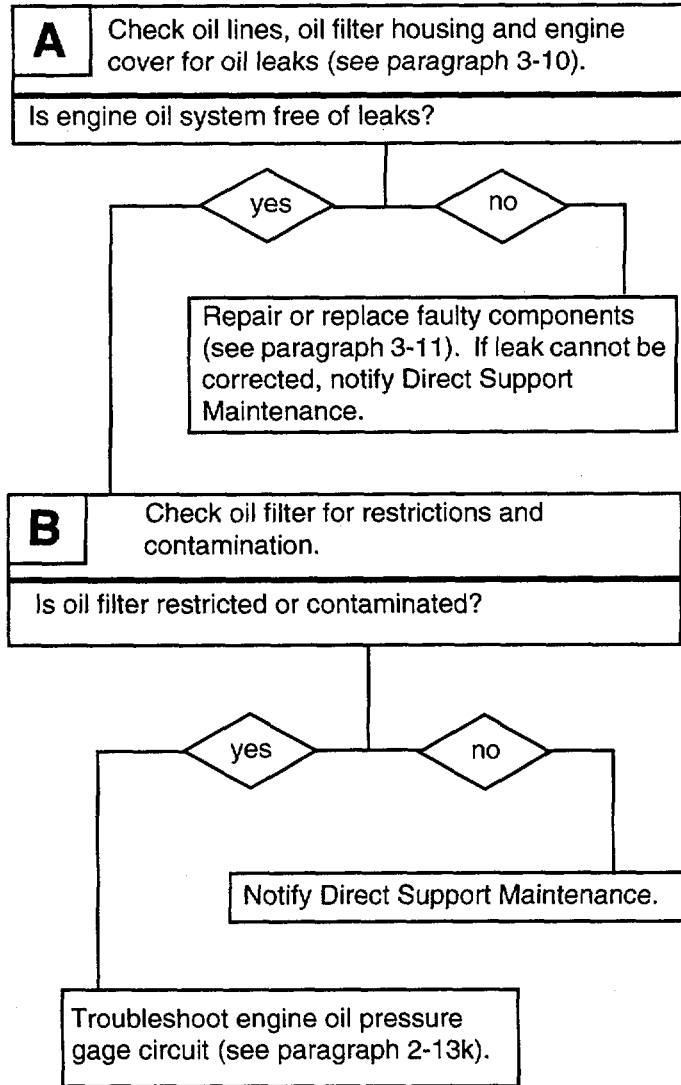 A
Check oil lines, oil filter housing and engine
cover for oil leaks (see paragraph 3-10).
Is engine oil system free of leaks?
yes
no
Repair or replace faulty components
(see paragraph 3-11). If leak cannot be
corrected, notify Direct Support
Maintenance.
B
Check oil filter for restrictions and
contamination.
Is oil filter restricted or contaminated?
yes
no
Notify Direct Support Maintenance.
Troubleshoot engine oil pressure
gage circuit (see paragraph 2-13k).